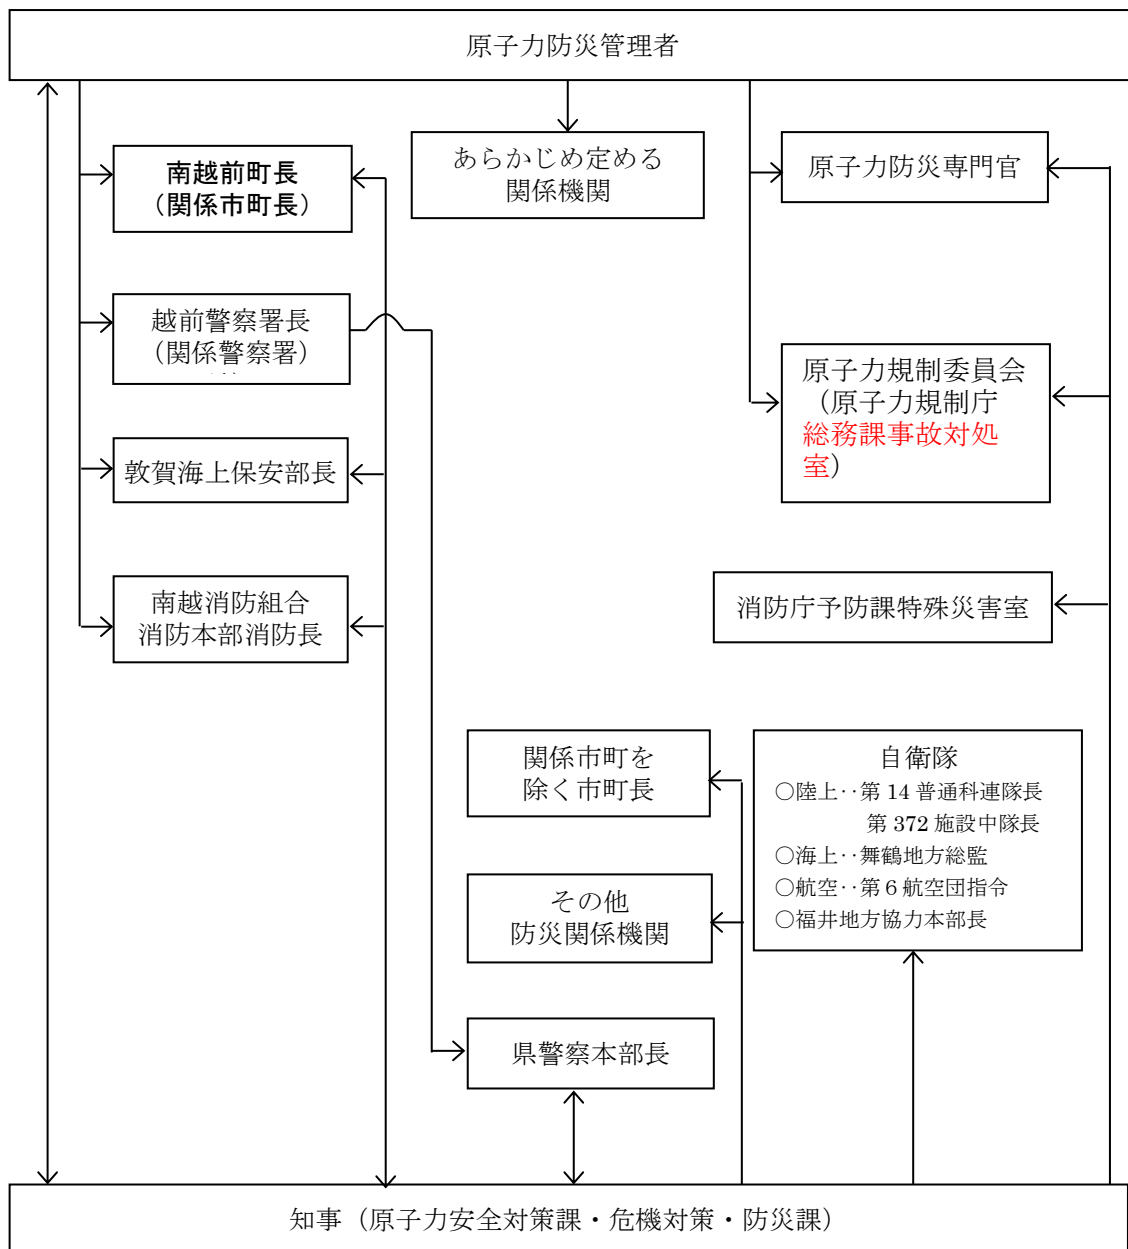 原子力防災管理者
あらかじめ定める
関係機関
原子力防災専門官
南越前町長
（関係市町長）
越前警察署長
（関係警察署）
原子力規制委員会
（原子力規制庁
総務課事故対処
室）
敦賀海上保安部長
南越消防組合
消防本部消防長
消防庁予防課特殊災害室
関係市町を
除く市町長
自衛隊
○陸上‥第 14 普通科連隊長
第 372 施設中隊長
○海上‥舞鶴地方総監
○航空‥第６航空団指令
○福井地方協力本部長
その他
防災関係機関
県警察本部長
知事（原子力安全対策課・危機対策・防災課）